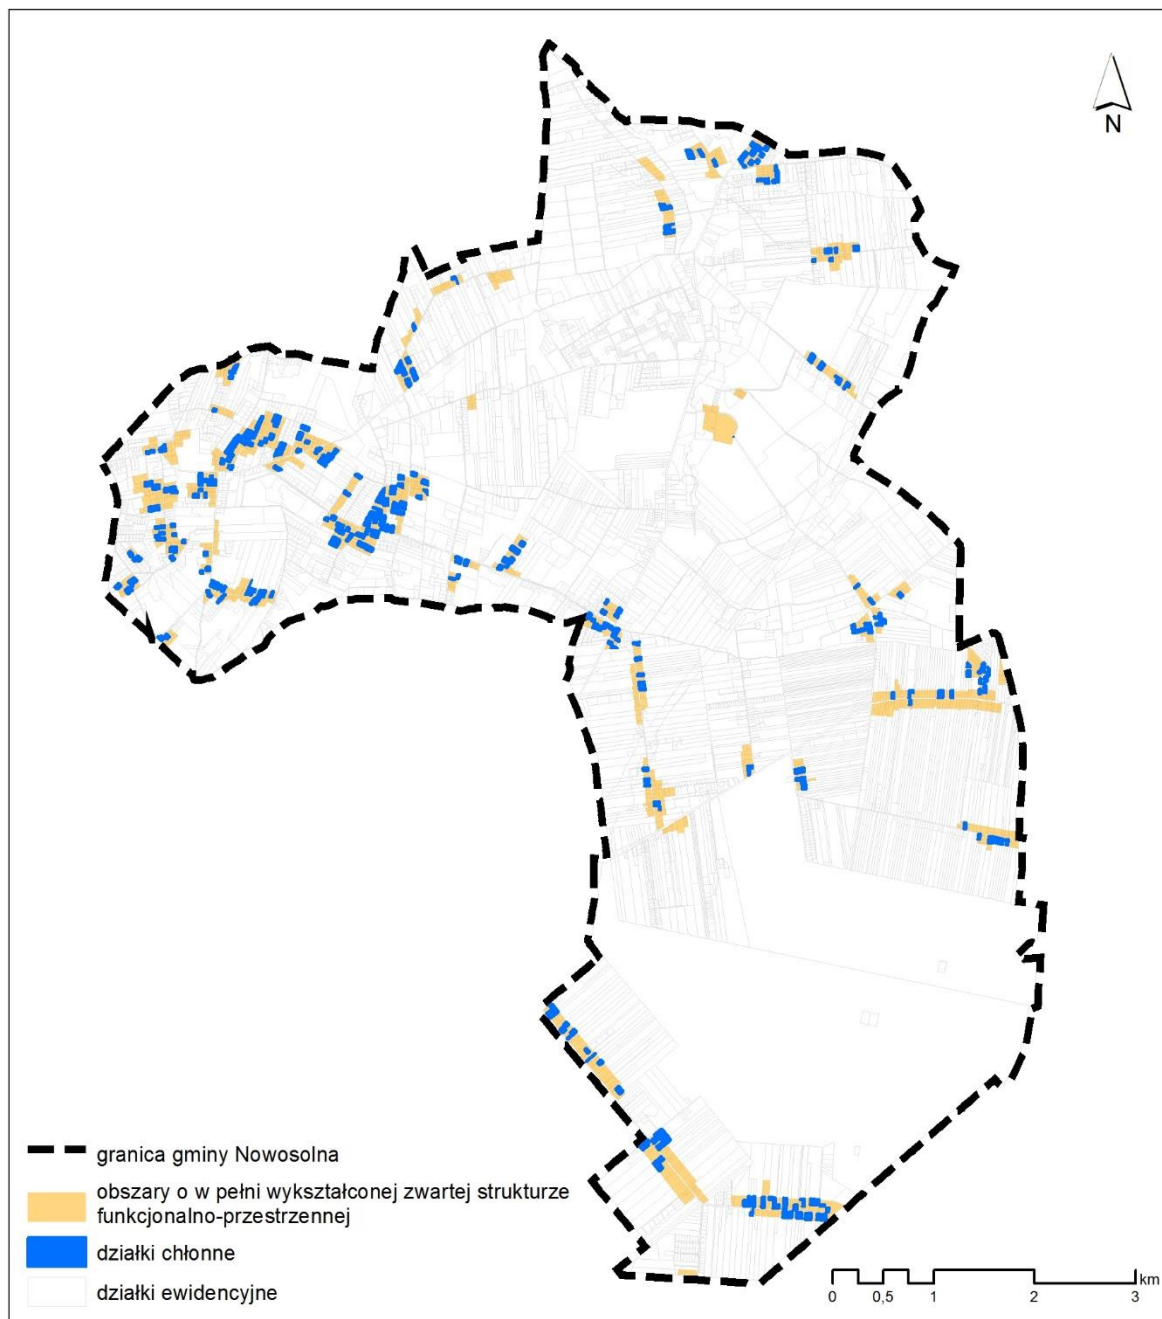 N
granica gminy Nowosolna
obszary o w pełni wykształconej zwartej strukturze
funkcjonalno-przestrzennej
działki chłonne
działki ewidencyjne
km
0 0,5 1 2 3